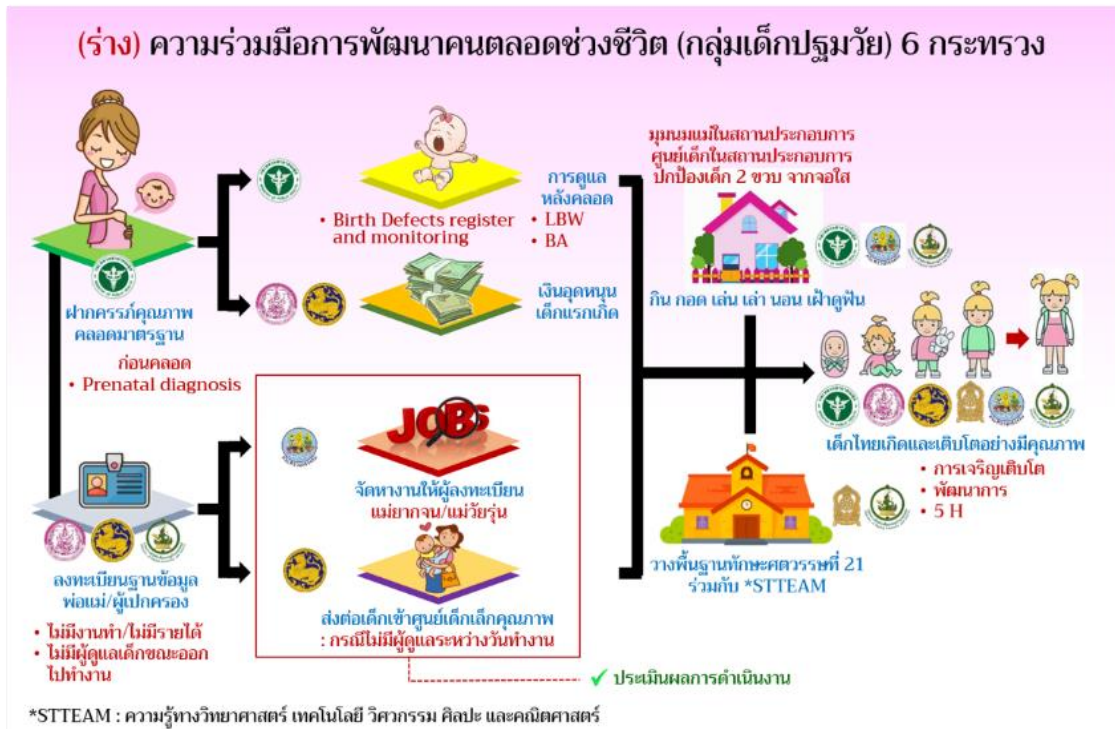 (ร่าง) ความร่วมมือการพัฒนาคนตลอดช่วงชีวิต (กลุ่มเด็กปฐมวัย) 6 กระทรวง
ฝากครรภ์คุณภาพ
คลอดมาตรฐาน
ก่อนคลอด
• Prenatal diagnosis
• Birth Defects register
and monitoring
การดูแล
หลังคลอด
• LBW
• BA
เงินอุดหนุน
เด็กแรกเกิด
มุมนมแม่ในสถานประกอบการ
ศูนย์เด็กในสถานประกอบการ
ปกป้องเด็ก 2 ขวบ จากจอใส
กิน กอด เล่น เล่า นอน เฝ้าดูฟัน
ลงทะเบียนฐานข้อมูล
พ่อแม่/ผู้เปกครอง
• ไม่มีงานทำ/ไม่มีรายได้
• ไม่มีผู้ดูแลเด็กขณะออก
ไปทำงาน
JOBS
จัดหางานให้ผู้ลงทะเบียน
แม่ยากจน/แม่วัยรุ่น
ส่งต่อเด็กเข้าศูนย์เด็กเล็กคุณภาพ
: กรณีไม่มีผู้ดูแลระหว่างวันทำงาน
วางพื้นฐานทักษะศตวรรษที่ 21
ร่วมกับ *STTEAM
เด็กไทยเกิดและเติบโตอย่างมีคุณภาพ
• การเจริญเติบโต
• พัฒนาการ
• 5 H
✓ ประเมินผลการดำเนินงาน
*STTEAM : ความรู้ทางวิทยาศาสตร์ เทคโนโลยี วิศวกรรม ศิลปะ และคณิตศาสตร์